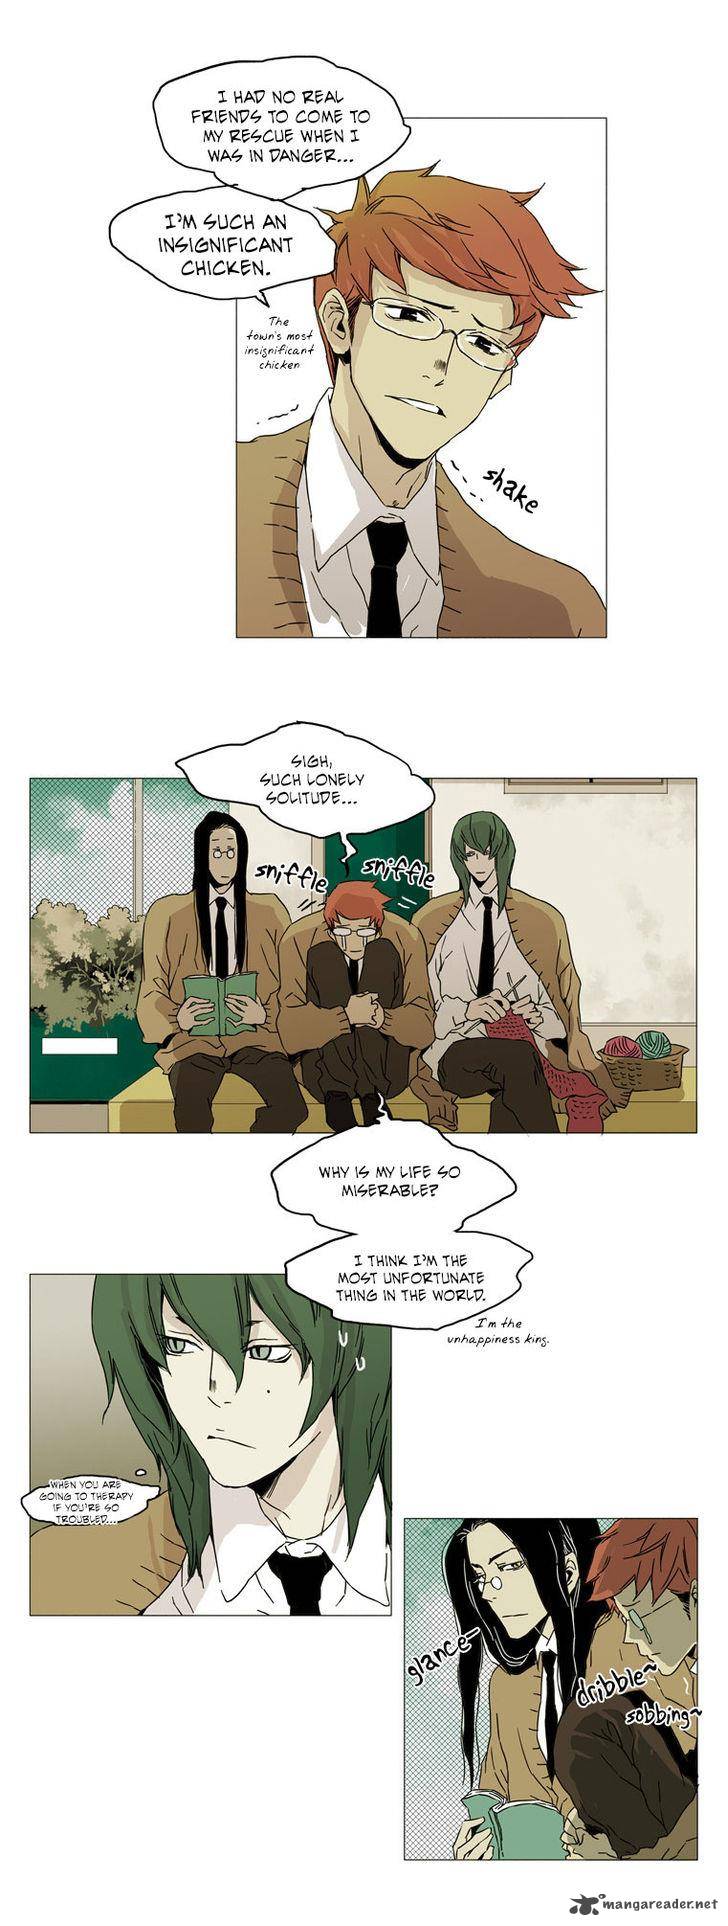 I HAD NO REAL
FRIENDS TO COME TO
MY RESCUE WHEN I
WAS IN DANGER...
I'M SUCH AN
INSIGNIFICANT
CHICKEN.
The
town's most
insignificant
chicken
shake
SIGH,
SUCH LONELY
SOLITUDE...
sniffle
sniffle
WHY IS MY LIFE SO
MISERABLE?
I THINK I'M THE
MOST UNFORTUNATE
THING IN THE WORLD.
I'm the
unhappiness king.
WHEN YOU ARE
GOING TO THERAPY
IF YOU'RE SO
TROUBLED...
glance~
dribble~
sobbing~
mangareader.net